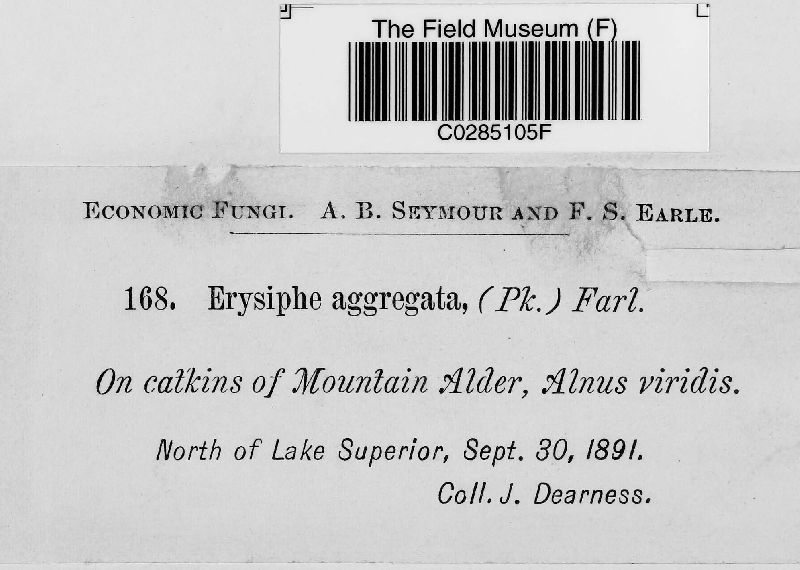 The Field Museum (F)
C0285105F
Economic Fungi. A. B. Seymour and F. S. Earle.
168. Erysiphe aggregata, (Pk.) Farl.
On catkins of Mountain Alder, Alnus viridis.
North of Lake Superior, Sept. 30, 1891.
Coll. J. Dearness.